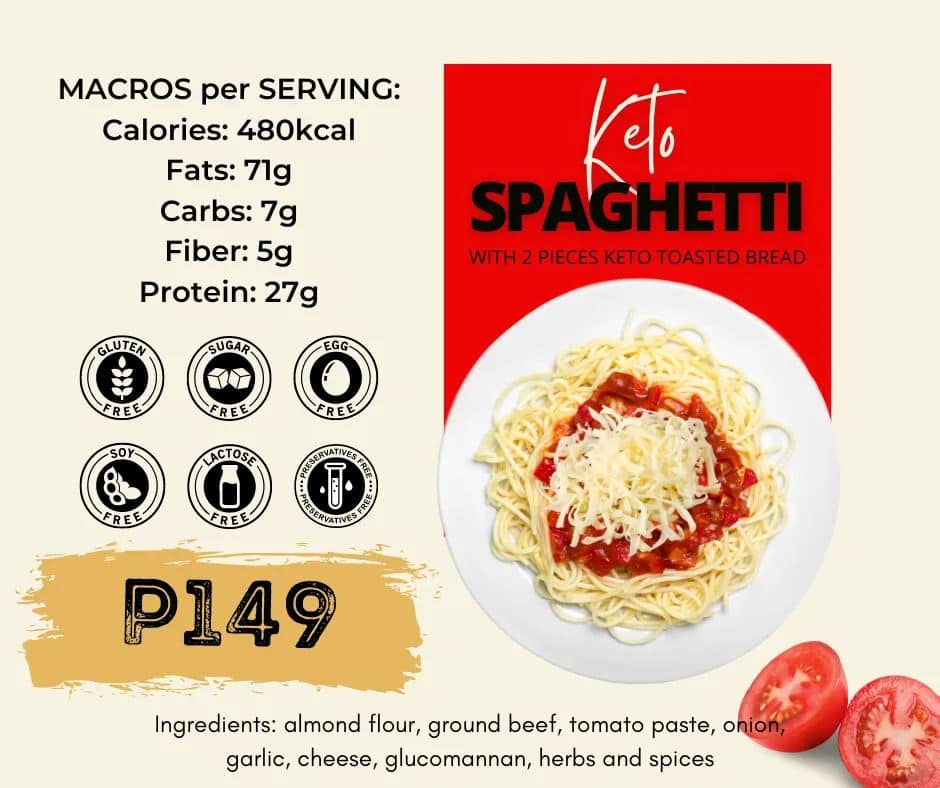 MACROS per SERVING:
Calories: 480kcal
Fats: 71g
Carbs: 7g
Fiber: 5g
Protein: 27g
GLUTEN
FREE
SUGAR
FREE
EGG
FREE
SOY
FREE
LACTOSE
FREE
PRESERVATIVES FREE
PRESERVATIVES FREE
P149
Keto
SPAGHETTI
WITH 2 PIECES KETO TOASTED BREAD
Ingredients: almond flour, ground beef, tomato paste, onion,
garlic, cheese, glucomannan, herbs and spices